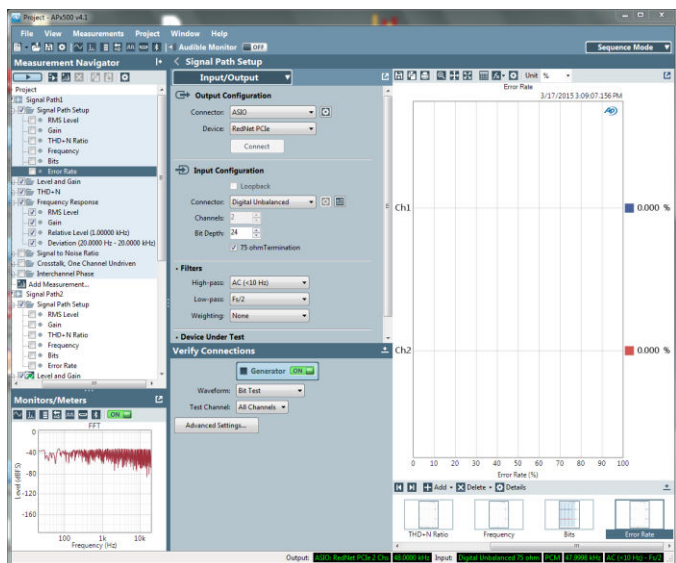 Project - APx500 v4.1
File View Measurements Project Window Help
Audible Monitor OFF
Sequence Mode
Measurement Navigator
Project
Signal Path1
Signal Path Setup
RMS Level
Gain
THD+N Ratio
Frequency
Bits
Error Rate
Level and Gain
THD+N
Frequency Response
RMS Level
Gain
Relative Level (1.00000 kHz)
Deviation (20.0000 Hz - 20.0000 kHz)
Signal to Noise Ratio
Crosstalk, One Channel Undriven
Interchannel Phase
Add Measurement...
Signal Path2
Signal Path Setup
RMS Level
Gain
THD+N Ratio
Frequency
Bits
Error Rate
Level and Gain
Monitors/Meters
ON
FFT
0
-40
-80
-120
-160
Level (dBFS)
100 1k 10k
Frequency (Hz)
Signal Path Setup
Input/Output
Output Configuration
Connector: ASIO
Device: RedNet PCIe
Connect
Input Configuration
Loopback
Connector: Digital Unbalanced
Channels: 2
Bit Depth: 24
75 ohmTermination
Filters
High-pass: AC (<10 Hz)
Low-pass: Fs/2
Weighting: None
Device Under Test
Verify Connections
Generator ON
Waveform: Bit Test
Test Channel: All Channels
Advanced Settings...
Unit %
Error Rate
3/17/2015 3:09:07.156 PM
Ch1
0.000 %
Ch2
0.000 %
0 10 20 30 40 50 60 70 80 90 100
Error Rate (%)
Add Delete Details
THD+N Ratio Frequency Bits Error Rate
Output: ASIO: RedNet PCIe 2 Chs 48.0000 kHz Input: Digital Unbalanced 75 ohm PCM 47.9998 kHz AC (<10 Hz) - Fs/2